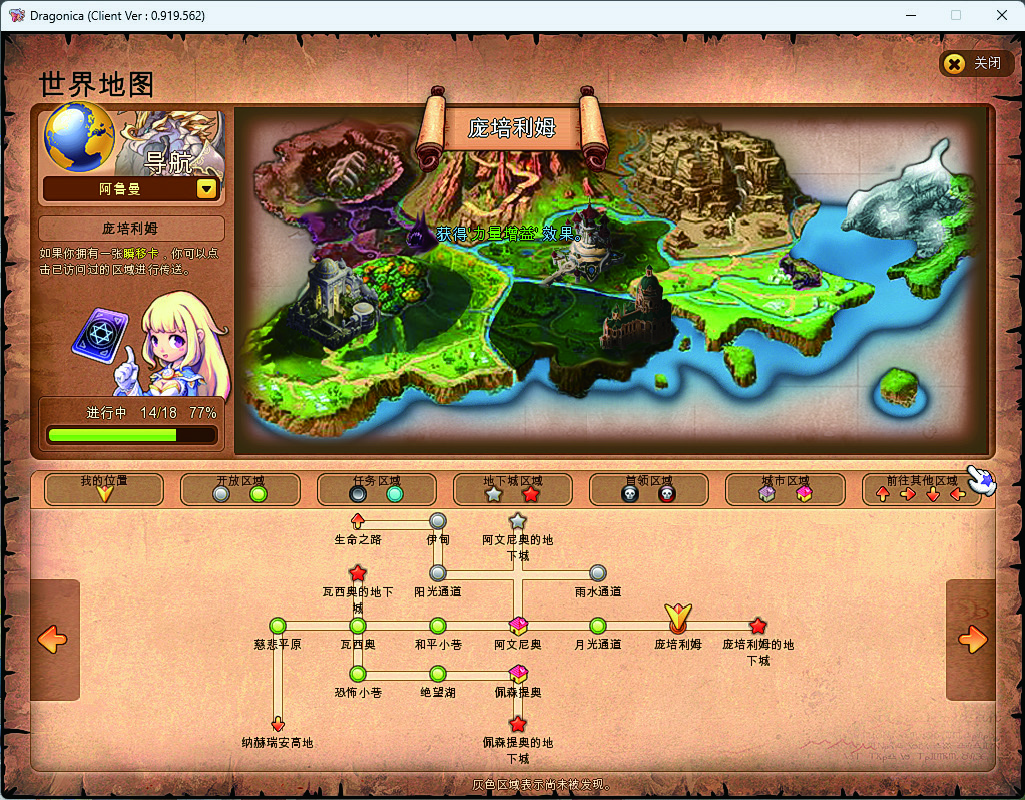 Dragonica (Client Ver : 0.919.562)
世界地图
关闭
导航
阿鲁曼
庞培利姆
庞培利姆
如果你拥有一张瞬移卡，你可以点
击已访问过的区域进行传送。
获得'力量增益'效果。
进行中 14/18 77%
我的位置
开放区域
任务区域
地下城区域
首领区域
城市区域
前往其他区域
生命之路
伊甸
阿文尼奥的地
下城
瓦西奥的地下
城
阳光通道
雨水通道
慈悲平原
瓦西奥
和平小巷
阿文尼奥
月光通道
庞培利姆
庞培利姆的地
下城
恐怖小巷
绝望湖
佩森提奥
纳赫瑞安高地
佩森提奥的地
下城
灰色区域表示尚未被发现。